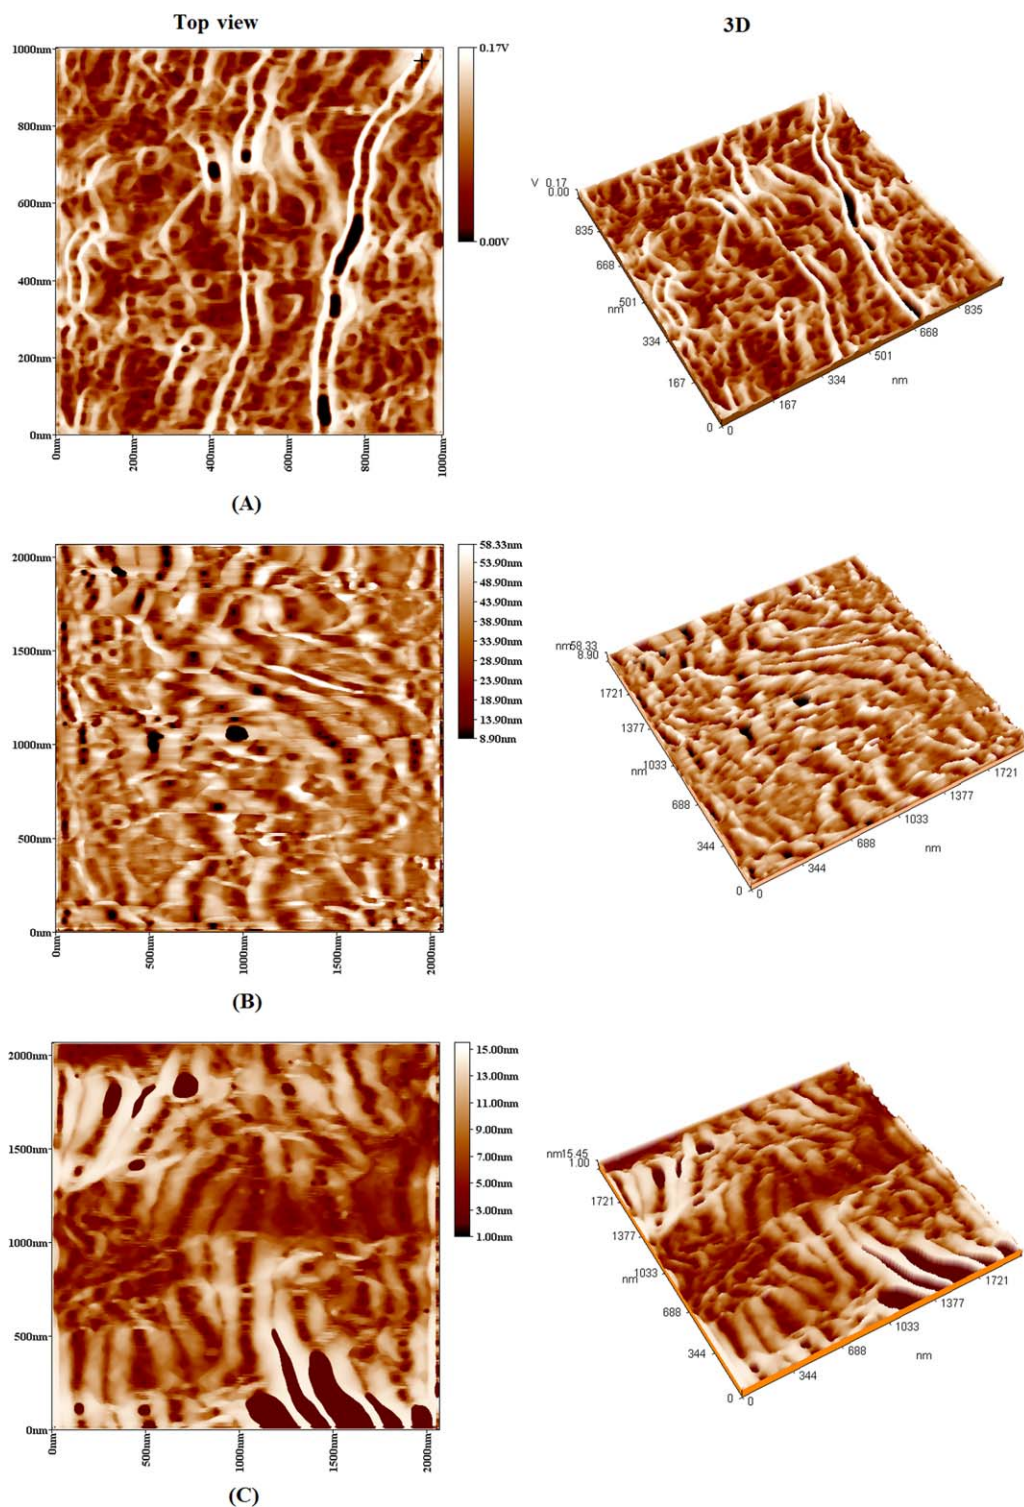 Top view
3D
1000nm
800nm
600nm
400nm
200nm
0nm
0nm
200nm
400nm
600nm
800nm
1000nm
0.17V
0.00V
V 0.17
0.00
835
668
501
nm
334
167
0
0
167
334
501
668
835
nm
(A)
2000nm
1500nm
1000nm
500nm
0nm
0nm
500nm
1000nm
1500nm
2000nm
58.33nm
53.90nm
48.90nm
43.90nm
38.90nm
33.90nm
28.90nm
23.90nm
18.90nm
13.90nm
8.90nm
nm58.33
8.90
1721
1377
1033
nm
688
344
0
0
344
688
1033
1377
1721
nm
(B)
2000nm
1500nm
1000nm
500nm
0nm
0nm
500nm
1000nm
1500nm
2000nm
15.00nm
13.00nm
11.00nm
9.00nm
7.00nm
5.00nm
3.00nm
1.00nm
nm15.45
1.00
1721
1377
1033
nm
688
344
0
0
344
688
1033
1377
1721
nm
(C)